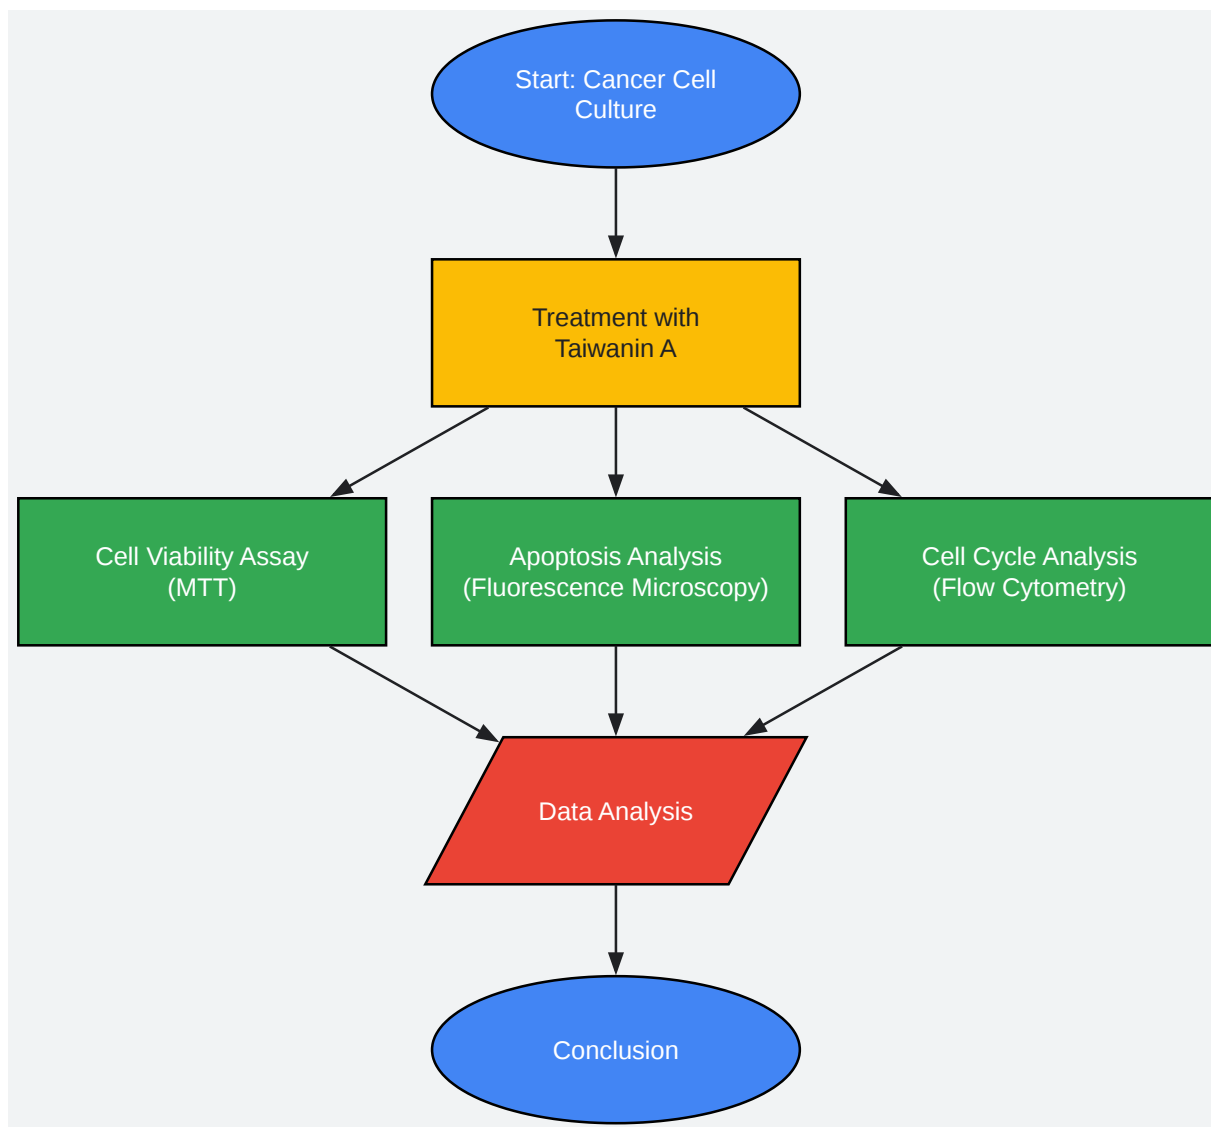 Start: Cancer Cell
Culture
Treatment with
Taiwanin A
Cell Viability Assay
(MTT)
Apoptosis Analysis
(Fluorescence Microscopy)
Cell Cycle Analysis
(Flow Cytometry)
Data Analysis
Conclusion